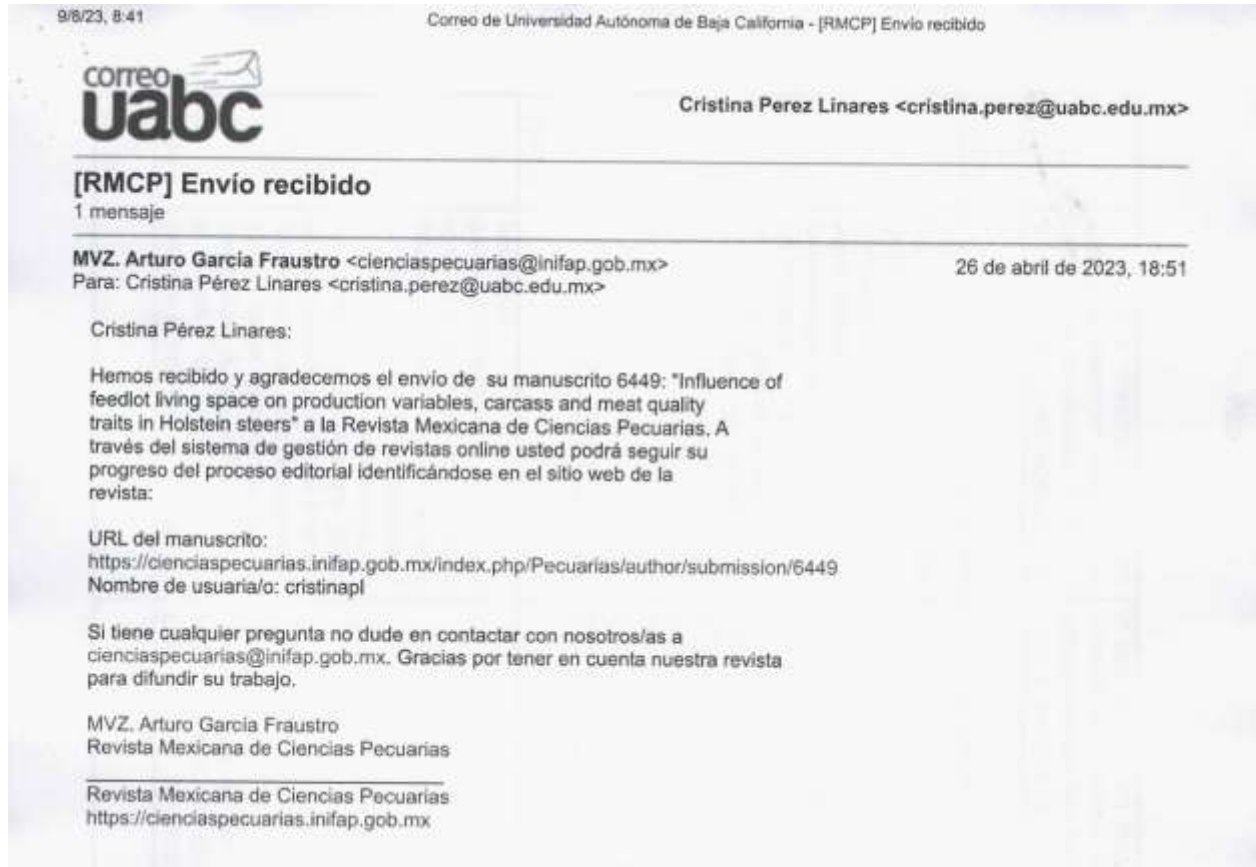 9/8/23, 8:41
Correo de Universidad Autónoma de Baja California - [RMCP] Envío recibido
correo
uabc
Cristina Perez Linares <cristina.perez@uabc.edu.mx>
[RMCP] Envío recibido
1 mensaje
MVZ. Arturo García Fraustro <cienciaspecuarias@inifap.gob.mx>
26 de abril de 2023, 18:51
Para: Cristina Pérez Linares <cristina.perez@uabc.edu.mx>
Cristina Pérez Linares:
Hemos recibido y agradecemos el envío de su manuscrito 6449: "Influence of
feedlot living space on production variables, carcass and meat quality
traits in Holstein steers" a la Revista Mexicana de Ciencias Pecuarias. A
través del sistema de gestión de revistas online usted podrá seguir su
progreso del proceso editorial identificándose en el sitio web de la
revista:
URL del manuscrito:
https://cienciaspecuarias.inifap.gob.mx/index.php/Pecuarias/author/submission/6449
Nombre de usuaria/o: cristinapl
Si tiene cualquier pregunta no dude en contactar con nosotros/as a
cienciaspecuarias@inifap.gob.mx. Gracias por tener en cuenta nuestra revista
para difundir su trabajo.
MVZ. Arturo García Fraustro
Revista Mexicana de Ciencias Pecuarias
Revista Mexicana de Ciencias Pecuarias
https://cienciaspecuarias.inifap.gob.mx